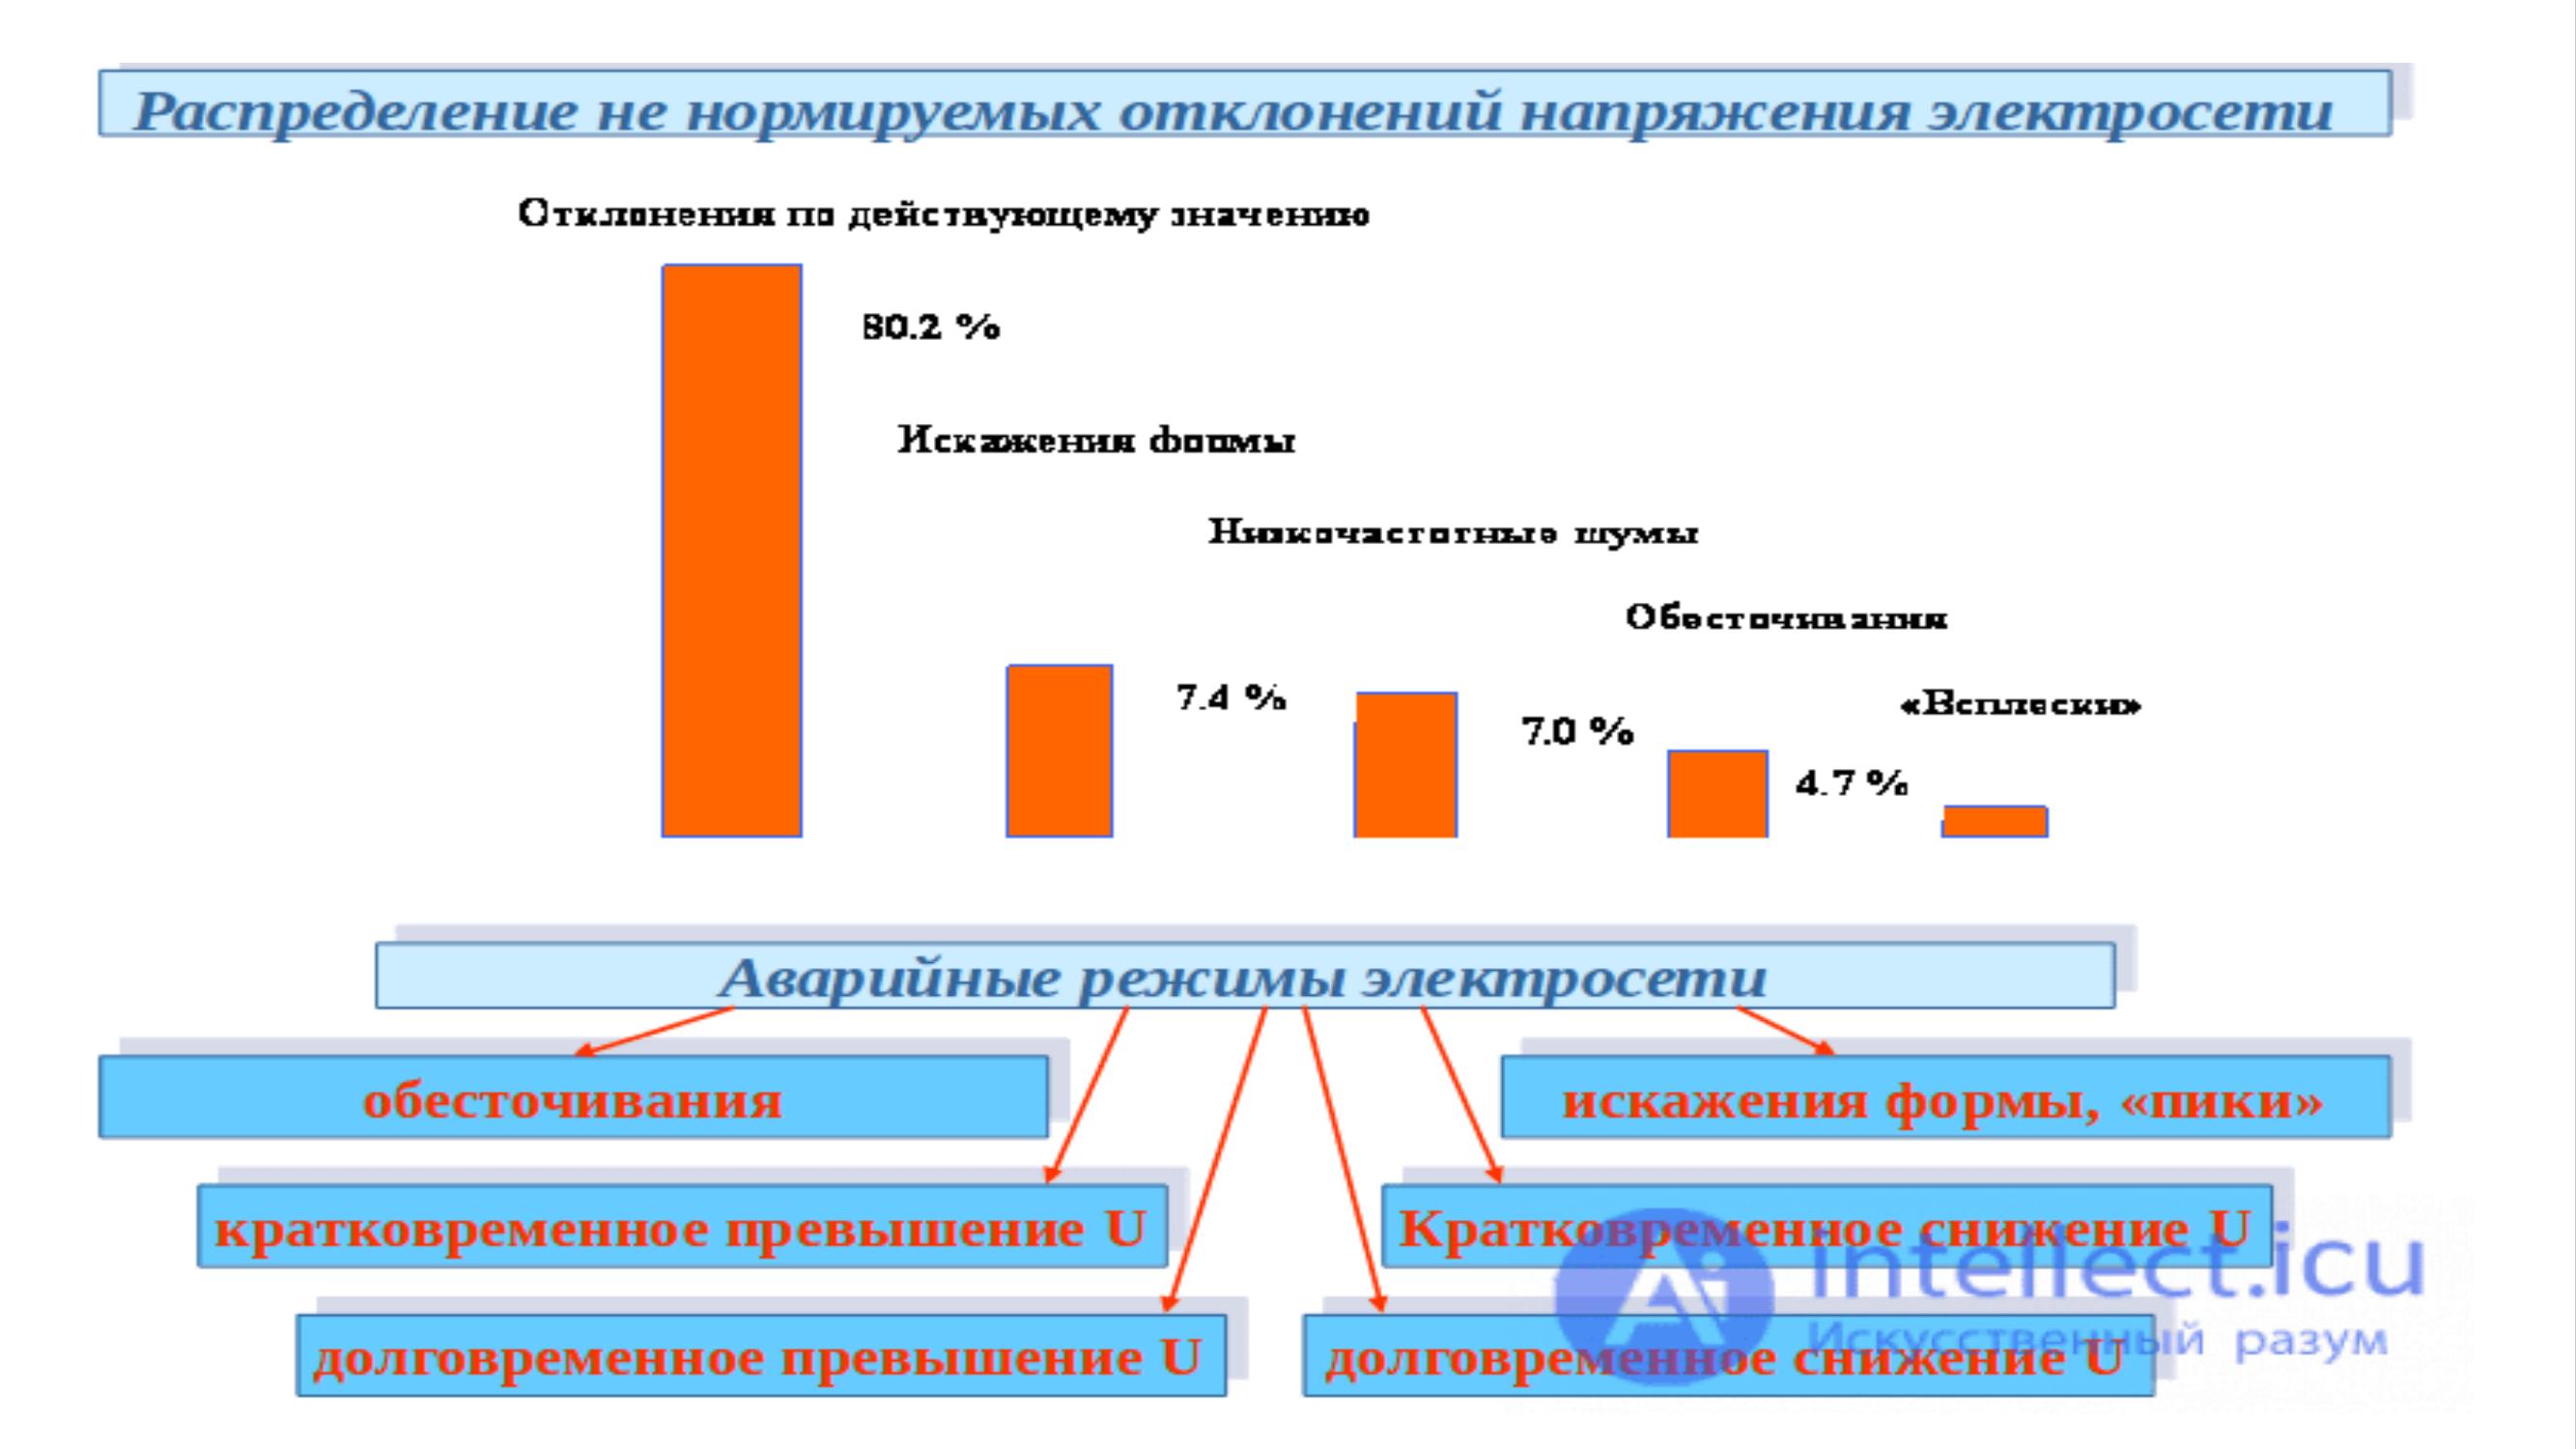 Распределение не нормируемых отклонений напряжения электросети
Отклонения по действующему значению
80.2 %
Искажения формы
Низкочастотные шумы
Обесточивания
7.4 %
«Всплески»
7.0 %
4.7 %
Аварийные режимы электросети
обесточивания
искажения формы, «пики»
кратковременное превышение U
Кратковременное снижение U
intellect.icu
Искусственный разум
долговременное превышение U
долговременное снижение U